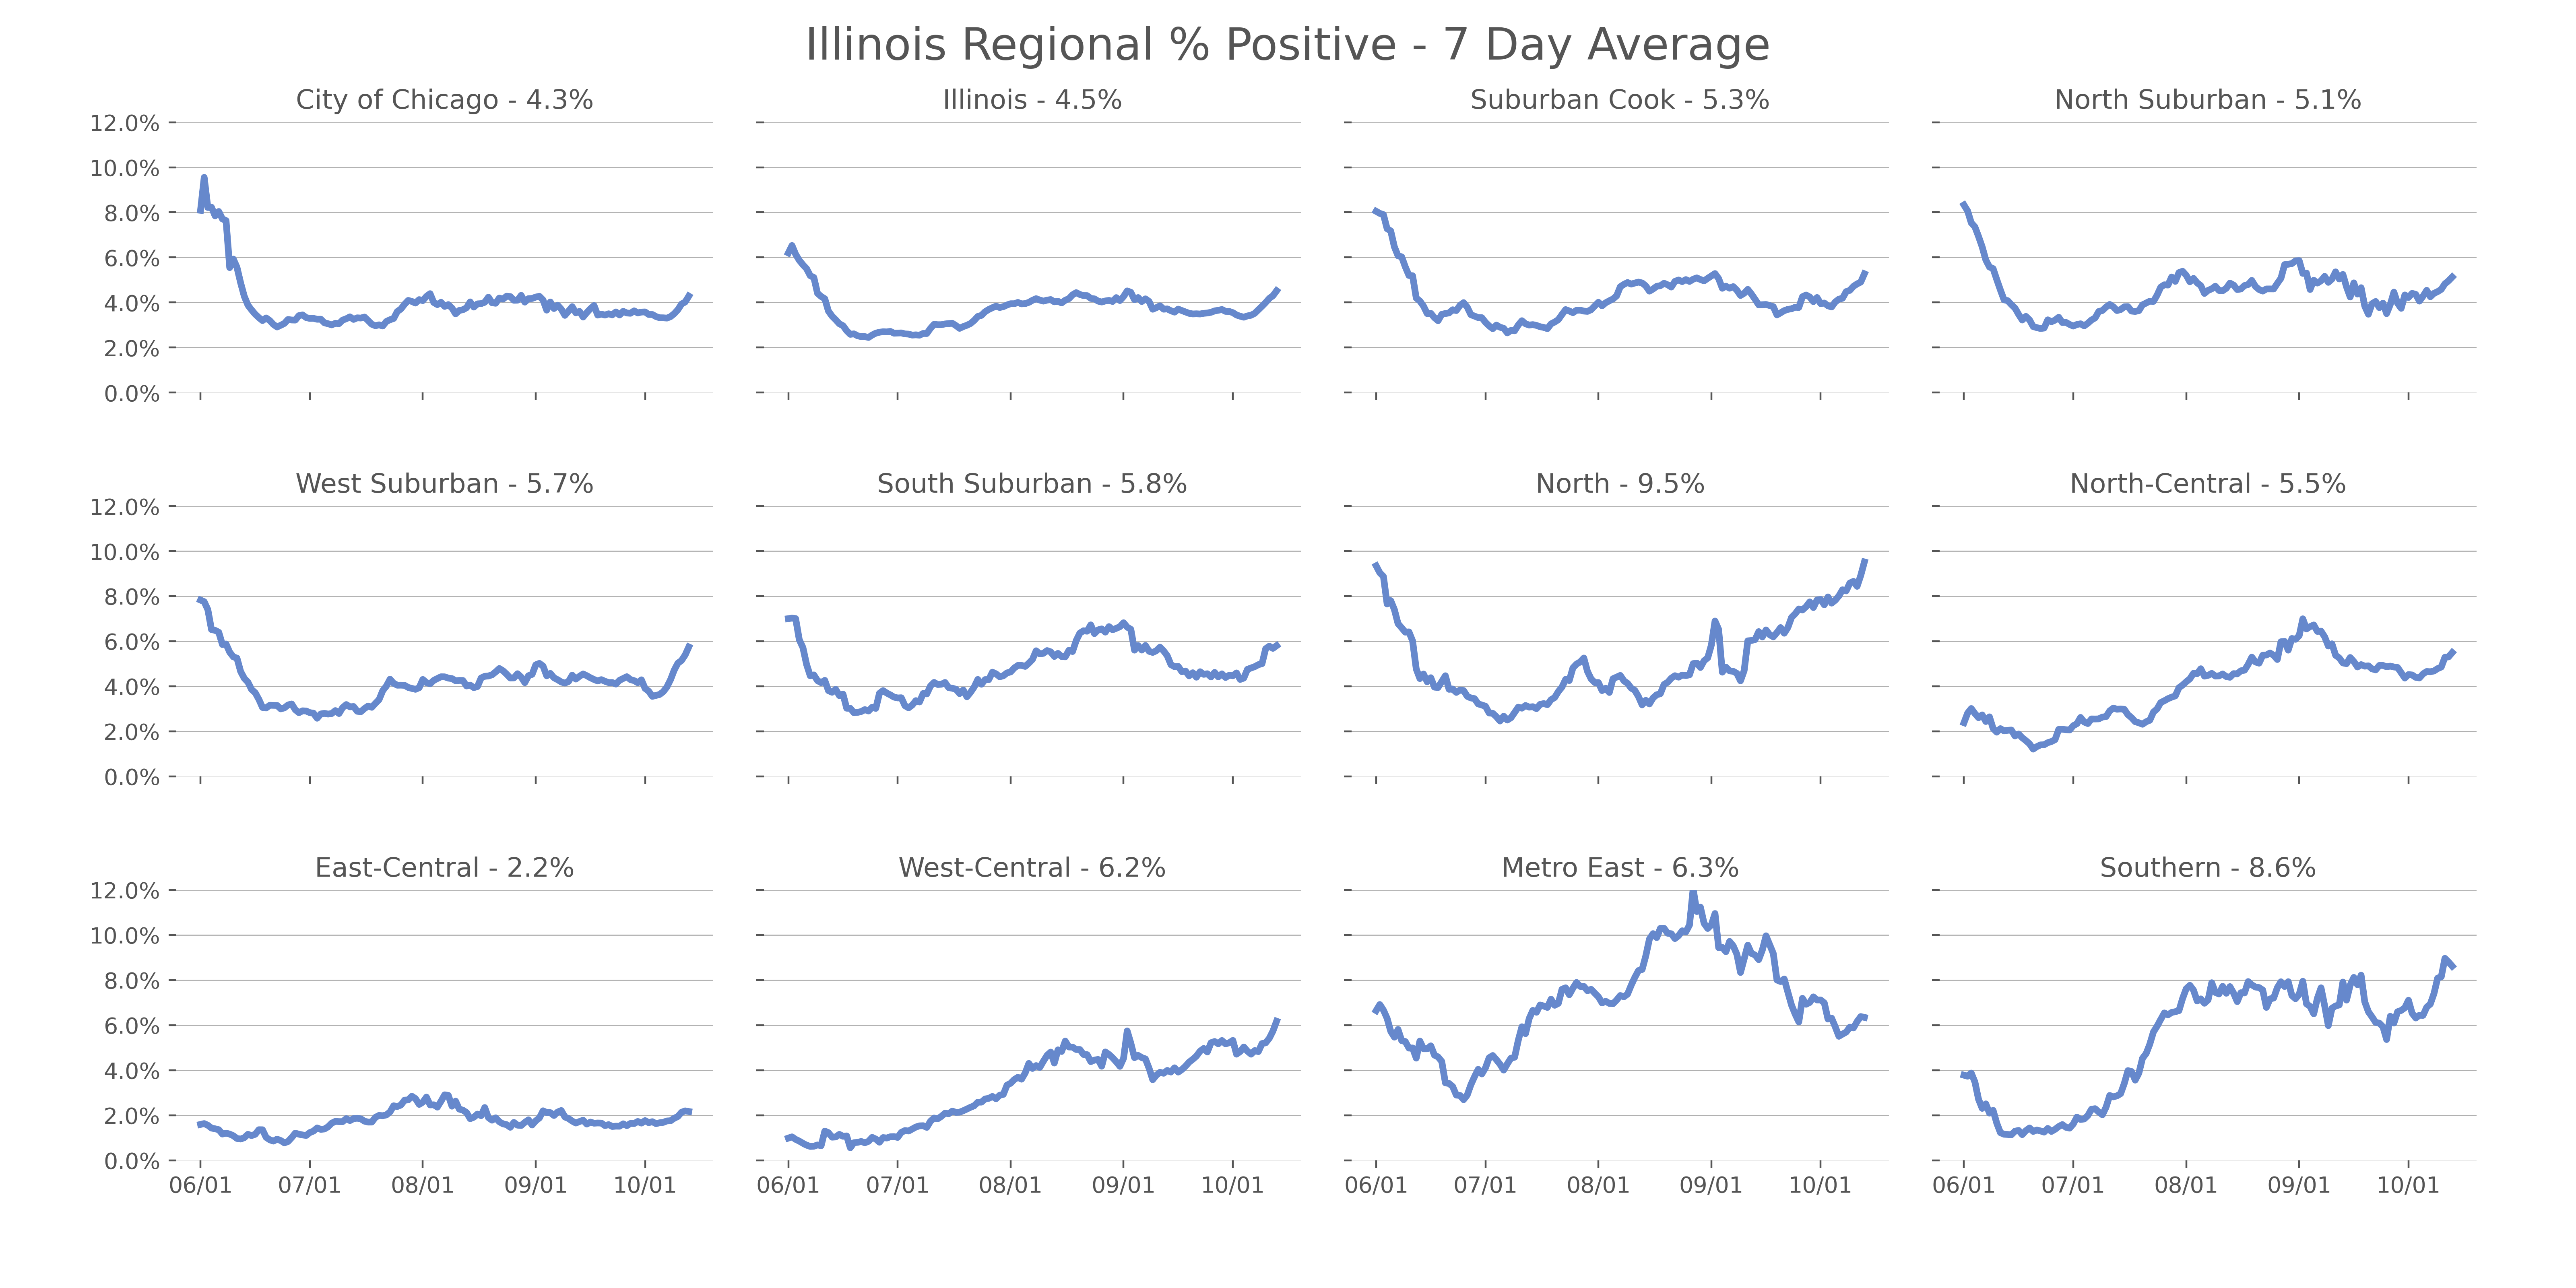 Illinois Regional % Positive - 7 Day Average
City of Chicago - 4.3%
Illinois - 4.5%
Suburban Cook - 5.3%
North Suburban - 5.1%
12.0%
10.0%
8.0%
6.0%
4.0%
2.0%
0.0%
West Suburban - 5.7%
South Suburban - 5.8%
North - 9.5%
North-Central - 5.5%
12.0%
10.0%
8.0%
6.0%
4.0%
2.0%
0.0%
East-Central - 2.2%
West-Central - 6.2%
Metro East - 6.3%
Southern - 8.6%
12.0%
10.0%
8.0%
6.0%
4.0%
2.0%
0.0%
06/01 07/01 08/01 09/01 10/01
06/01 07/01 08/01 09/01 10/01
06/01 07/01 08/01 09/01 10/01
06/01 07/01 08/01 09/01 10/01